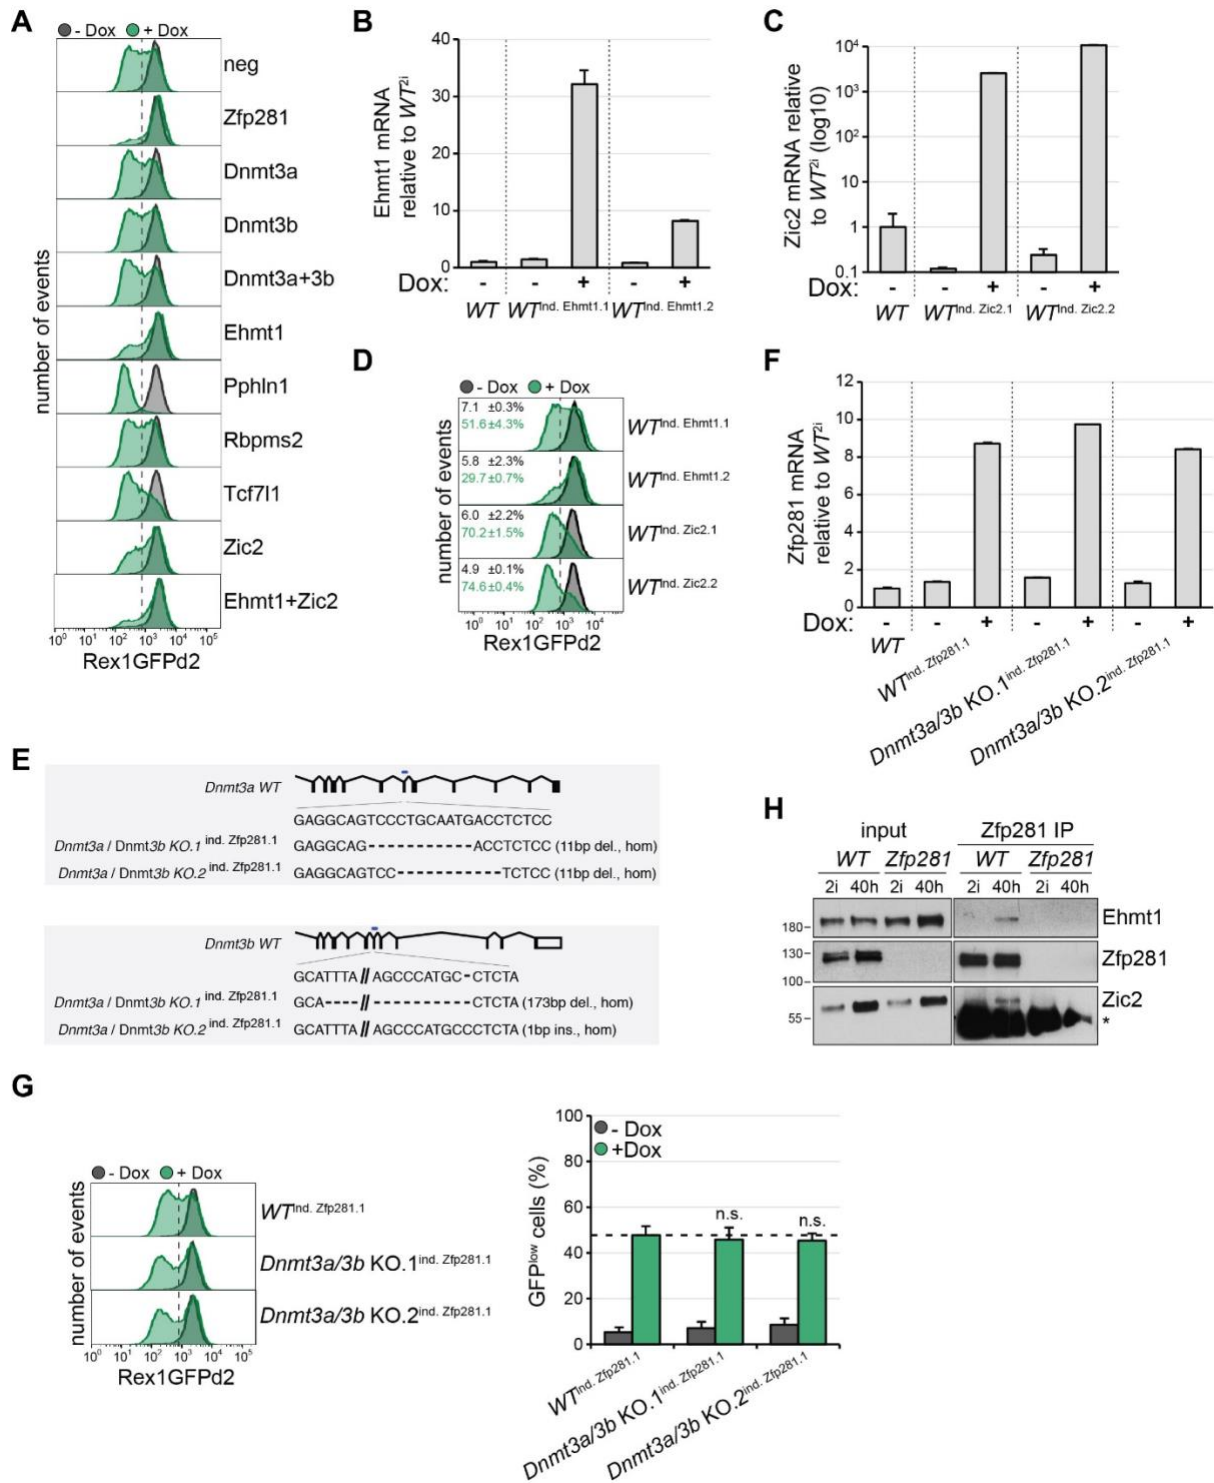 A
- Dox + Dox
neg
Zfp281
Dnmt3a
Dnmt3b
Dnmt3a+3b
Ehmt1
Pphln1
Rbpms2
Tcf7l1
Zic2
Ehmt1+Zic2
number of events
10⁰ 10¹ 10² 10³ 10⁴ 10⁵
Rex1GFPd2
B
Ehmt1 mRNA
relative to WT²ⁱ
40
30
20
10
0
Dox: - - + - +
WT WTInd. Ehmt1.1 WTInd. Ehmt1.2
C
Zic2 mRNA relative
to WT²ⁱ (log10)
10⁴
10³
10²
10
1
0.1
Dox: - - + - +
WT WTInd. Zic2.1 WTInd. Zic2.2
D
- Dox + Dox
7.1 ±0.3%
51.6±4.3%
WTInd. Ehmt1.1
5.8 ±2.3%
29.7±0.7%
WTInd. Ehmt1.2
6.0 ±2.2%
70.2±1.5%
WTInd. Zic2.1
4.9 ±0.1%
74.6±0.4%
WTInd. Zic2.2
number of events
10⁰ 10¹ 10² 10³ 10⁴
Rex1GFPd2
F
Zfp281 mRNA
relative to WT²ⁱ
12
10
8
6
4
2
0
Dox: - - + - + - +
WT
WTInd. Zfp281.1
Dnmt3a/3b KO.1ind. Zfp281.1
Dnmt3a/3b KO.2ind. Zfp281.1
E
Dnmt3a WT
GAGGCAGTCCCTGCAATGACCTCTCC
Dnmt3a / Dnmt3b KO.1 ind. Zfp281.1 GAGGCAG-----------ACCTCTCC (11bp del., hom)
Dnmt3a / Dnmt3b KO.2 ind. Zfp281.1 GAGGCAGTCC-----------TCTCC (11bp del., hom)
Dnmt3b WT
GCATTTA // AGCCCATGC-CTCTA
Dnmt3a / Dnmt3b KO.1 ind. Zfp281.1 GCA----//-----------CTCTA (173bp del., hom)
Dnmt3a / Dnmt3b KO.2 ind. Zfp281.1 GCATTTA // AGCCCATGCCCTCTA (1bp ins., hom)
H
input Zfp281 IP
WT Zfp281 WT Zfp281
2i 40h 2i 40h 2i 40h 2i 40h
180- Ehmt1
130- Zfp281
100-
Zic2
55- *
G
- Dox + Dox
WTInd. Zfp281.1
Dnmt3a/3b KO.1ind. Zfp281.1
Dnmt3a/3b KO.2ind. Zfp281.1
number of events
10⁰ 10¹ 10² 10³ 10⁴ 10⁵
Rex1GFPd2
GFPlow cells (%)
100
80
60
40
20
0
- Dox
+Dox
n.s. n.s.
WTInd. Zfp281.1
Dnmt3a/3b KO.1ind. Zfp281.1
Dnmt3a/3b KO.2ind. Zfp281.1